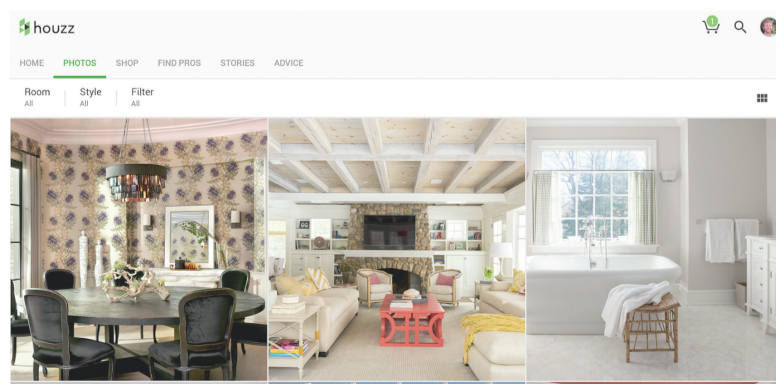 houzz
1
HOME PHOTOS SHOP FIND PROS STORIES ADVICE
Room Style Filter
All All All